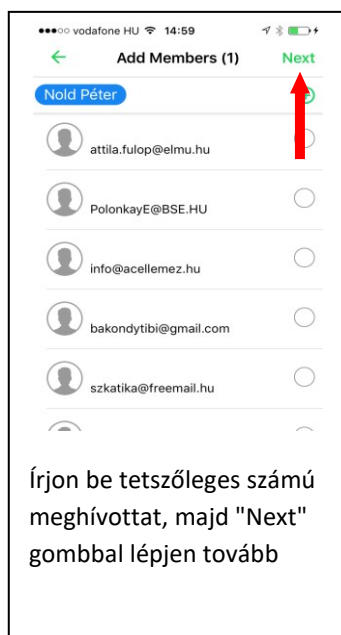 vodafone HU 14:59
Add Members (1) Next
Nold Péter
attila.fulop@elmu.hu
PolonkayE@BSE.HU
info@acellemez.hu
bakondytibi@gmail.com
szkatika@freemail.hu
Írjon be tetszőleges számú
meghívottat, majd "Next"
gombbal lépjen tovább